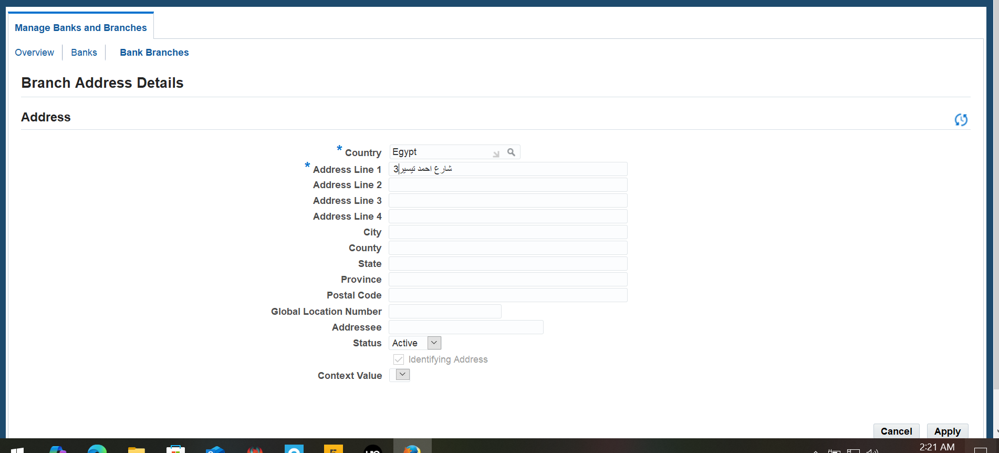 Manage Banks and Branches
Overview Banks Bank Branches
Branch Address Details
Address
* Country Egypt
* Address Line 1 3شارع احمد تيسير
Address Line 2
Address Line 3
Address Line 4
City
County
State
Province
Postal Code
Global Location Number
Addressee
Status Active
Identifying Address
Context Value
Cancel Apply
2:21 AM